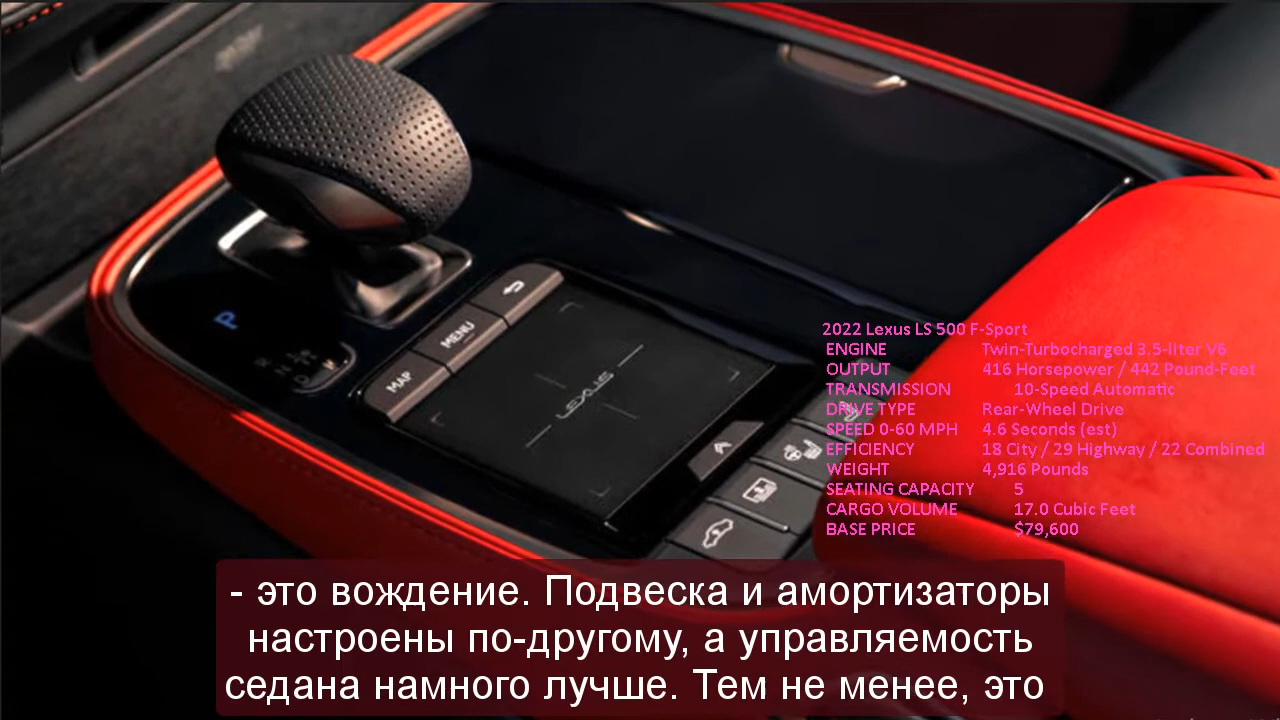 P
R
N
D
MENU
MAP
LEXUS
2022 Lexus LS 500 F-Sport
ENGINE Twin-Turbocharged 3.5-liter V6
OUTPUT 416 Horsepower / 442 Pound-Feet
TRANSMISSION 10-Speed Automatic
DRIVE TYPE Rear-Wheel Drive
SPEED 0-60 MPH 4.6 Seconds (est)
EFFICIENCY 18 City / 29 Highway / 22 Combined
WEIGHT 4,916 Pounds
SEATING CAPACITY 5
CARGO VOLUME 17.0 Cubic Feet
BASE PRICE $79,600
- это вождение. Подвеска и амортизаторы
настроены по-другому, а управляемость
седана намного лучше. Тем не менее, это